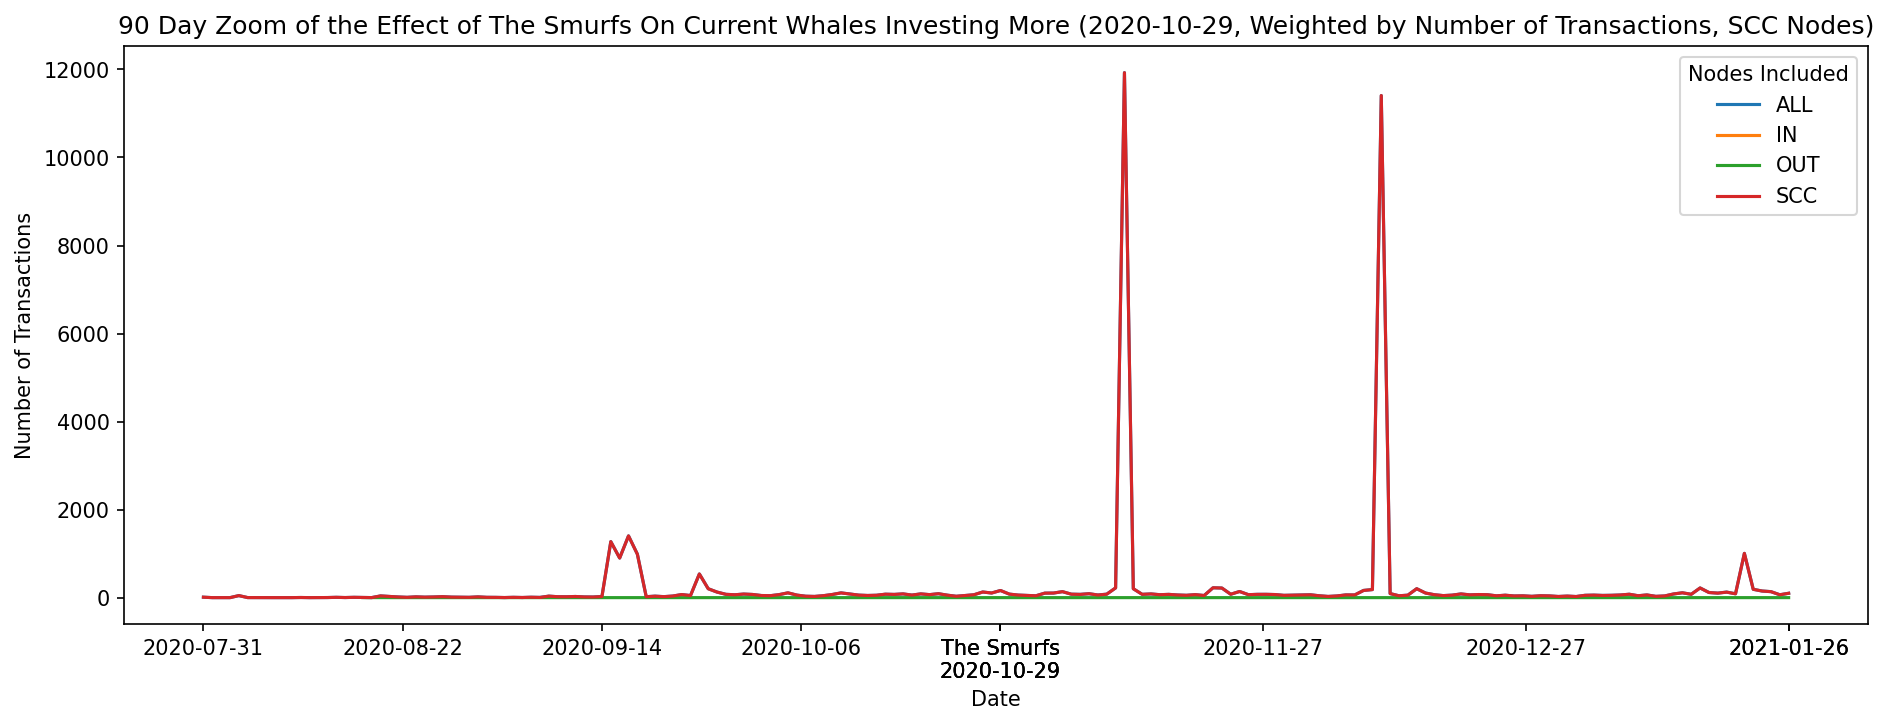 90 Day Zoom of the Effect of The Smurfs On Current Whales Investing More (2020-10-29, Weighted by Number of Transactions, SCC Nodes)
Number of Transactions
12000
10000
8000
6000
4000
2000
0
Nodes Included
ALL
IN
OUT
SCC
2020-07-31
2020-08-22
2020-09-14
2020-10-06
The Smurfs
2020-10-29
2020-11-27
2020-12-27
2021-01-26
Date